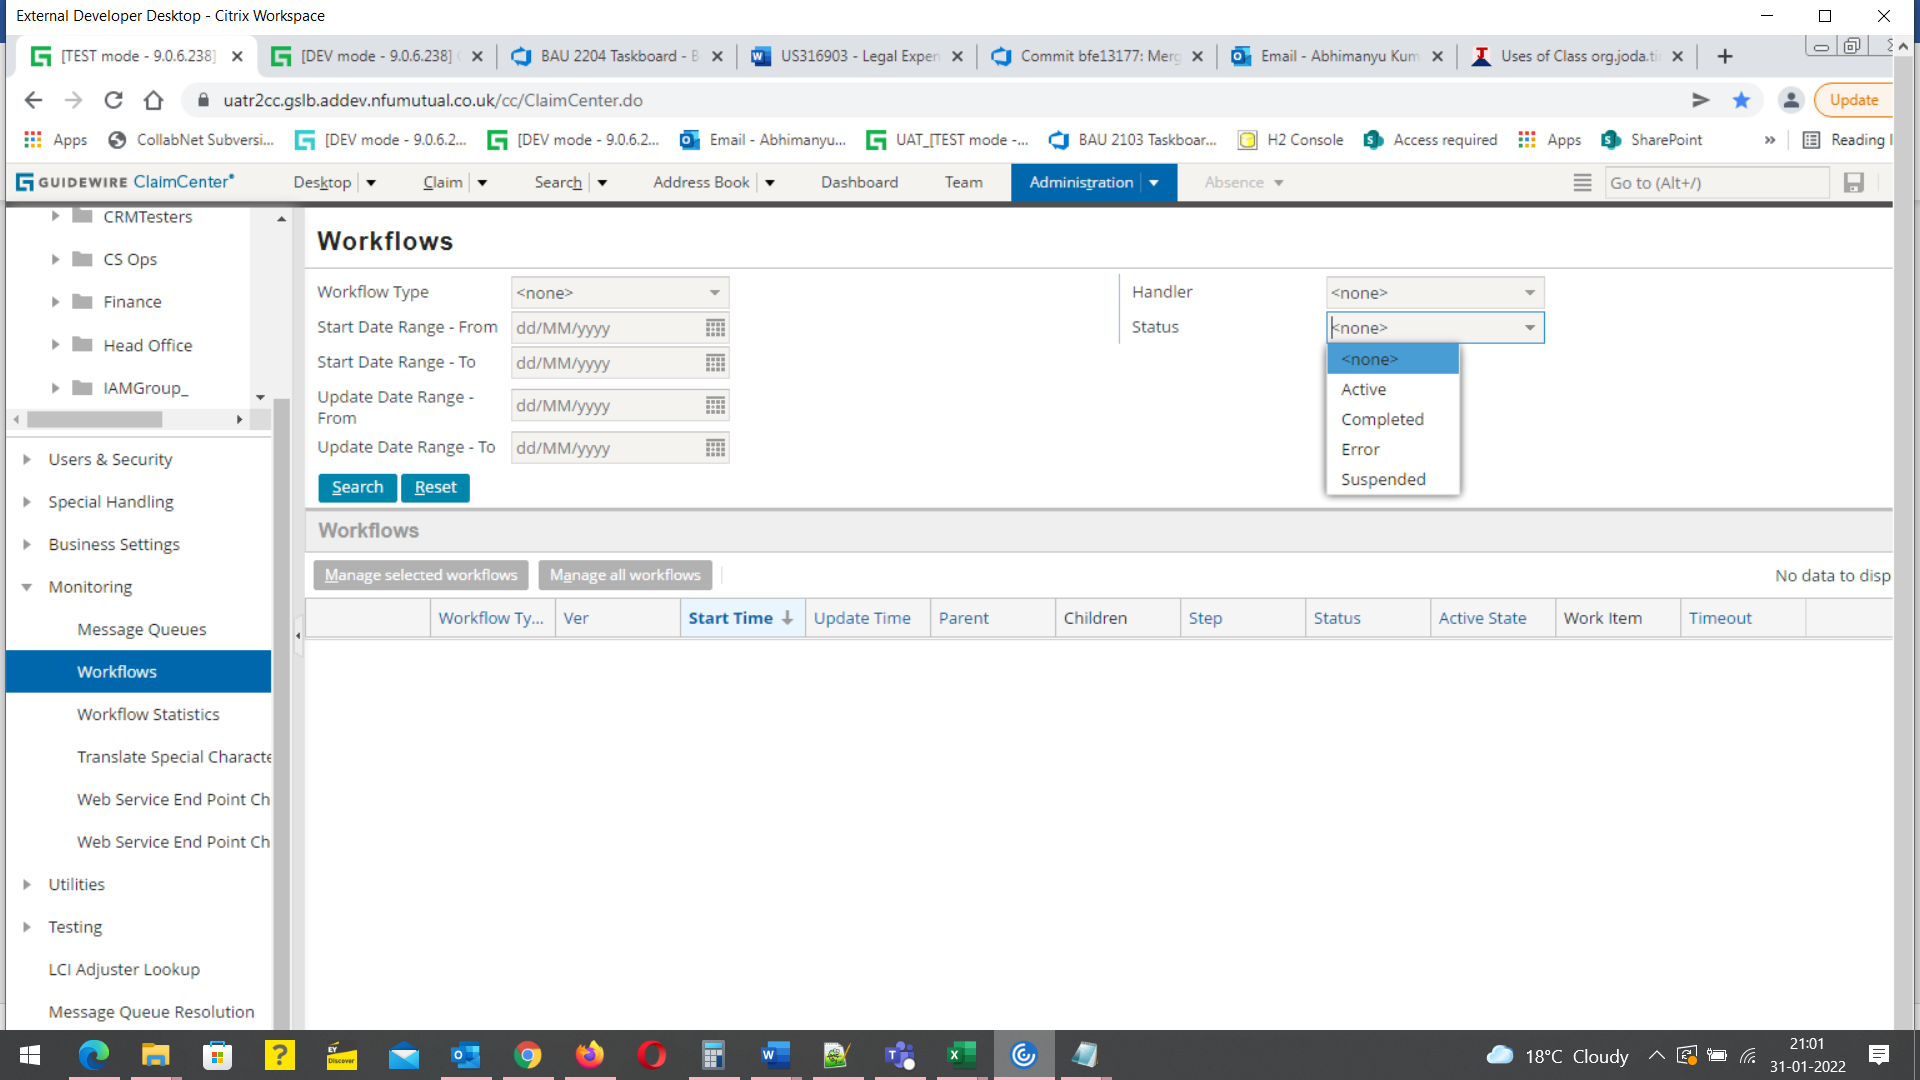 External Developer Desktop - Citrix Workspace
[TEST mode - 9.0.6.238]
[DEV mode - 9.0.6.238]
BAU 2204 Taskboard - B
US316903 - Legal Expen
Commit bfe13177: Merg
Email - Abhimanyu Kum
Uses of Class org.joda.ti
uatr2cc.gslb.addev.nfumutual.co.uk/cc/ClaimCenter.do
Update
Apps
CollabNet Subversi...
[DEV mode - 9.0.6.2...
[DEV mode - 9.0.6.2...
Email - Abhimanyu...
UAT_[TEST mode -...
BAU 2103 Taskboar...
H2 Console
Access required
Apps
SharePoint
»
Reading l
GUIDEWIRE ClaimCenter
Desktop
Claim
Search
Address Book
Dashboard
Team
Administration
Absence
Go to (Alt+/)
CRMTesters
CS Ops
Finance
Head Office
IAMGroup_
Users & Security
Special Handling
Business Settings
Monitoring
Message Queues
Workflows
Workflow Statistics
Translate Special Characte
Web Service End Point Ch
Web Service End Point Ch
Utilities
Testing
LCI Adjuster Lookup
Message Queue Resolution
Workflows
Workflow Type
<none>
Start Date Range - From
dd/MM/yyyy
Start Date Range - To
dd/MM/yyyy
Update Date Range -
From
dd/MM/yyyy
Update Date Range - To
dd/MM/yyyy
Handler
<none>
Status
<none>
<none>
Active
Completed
Error
Suspended
Search
Reset
Workflows
Manage selected workflows
Manage all workflows
No data to disp
Workflow Ty...
Ver
Start Time
Update Time
Parent
Children
Step
Status
Active State
Work Item
Timeout
EY
Discover
18°C Cloudy
21:01
31-01-2022